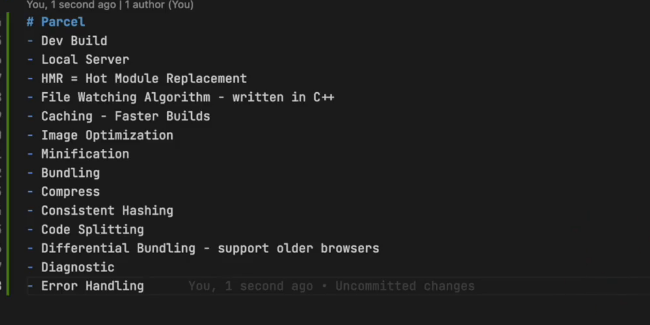 You, 1 second ago | 1 author (You)
# Parcel
- Dev Build
- Local Server
- HMR = Hot Module Replacement
- File Watching Algorithm - written in C++
- Caching - Faster Builds
- Image Optimization
- Minification
- Bundling
- Compress
- Consistent Hashing
- Code Splitting
- Differential Bundling - support older browsers
- Diagnostic
- Error Handling You, 1 second ago • Uncommitted changes